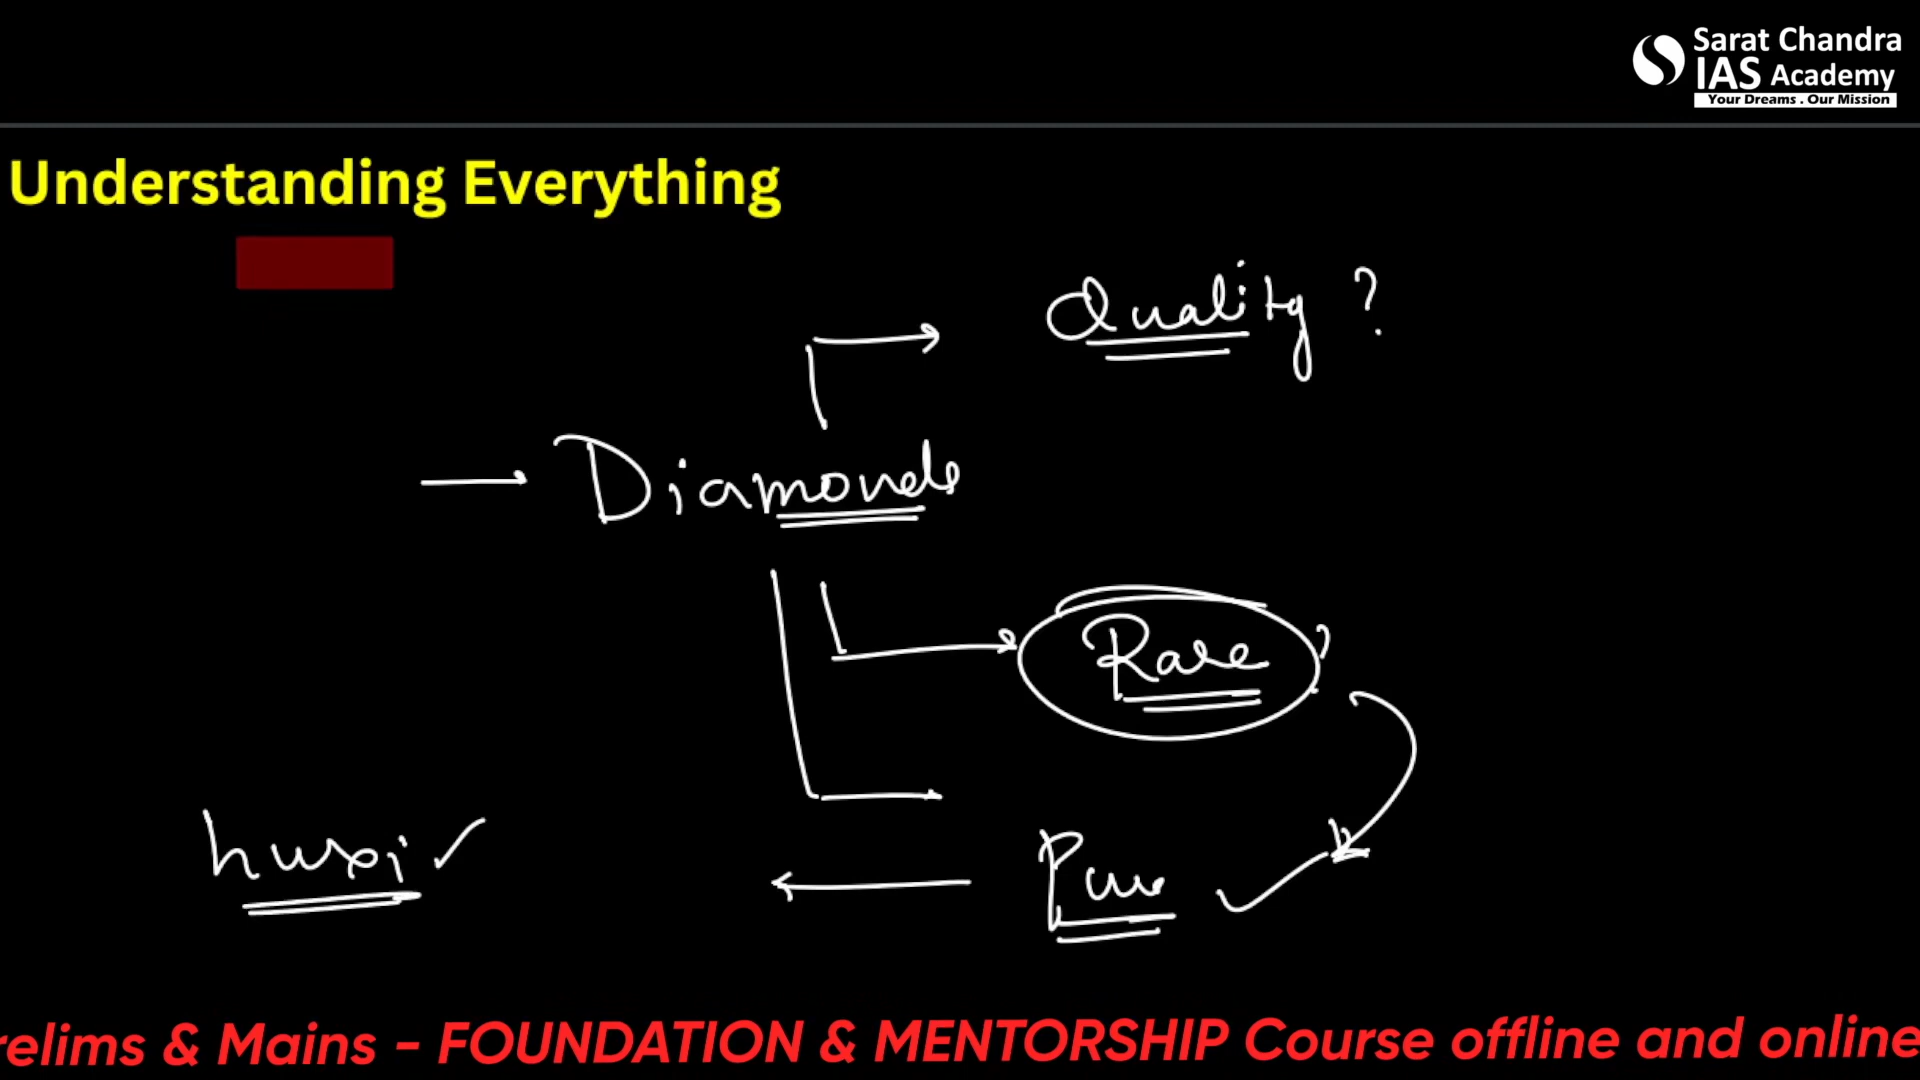 Sarat Chandra
IAS Academy
Your Dreams . Our Mission
Understanding Everything
Quality ?
Diamonds
Rare ?
Pure
relims & Mains - FOUNDATION & MENTORSHIP Course offline and online